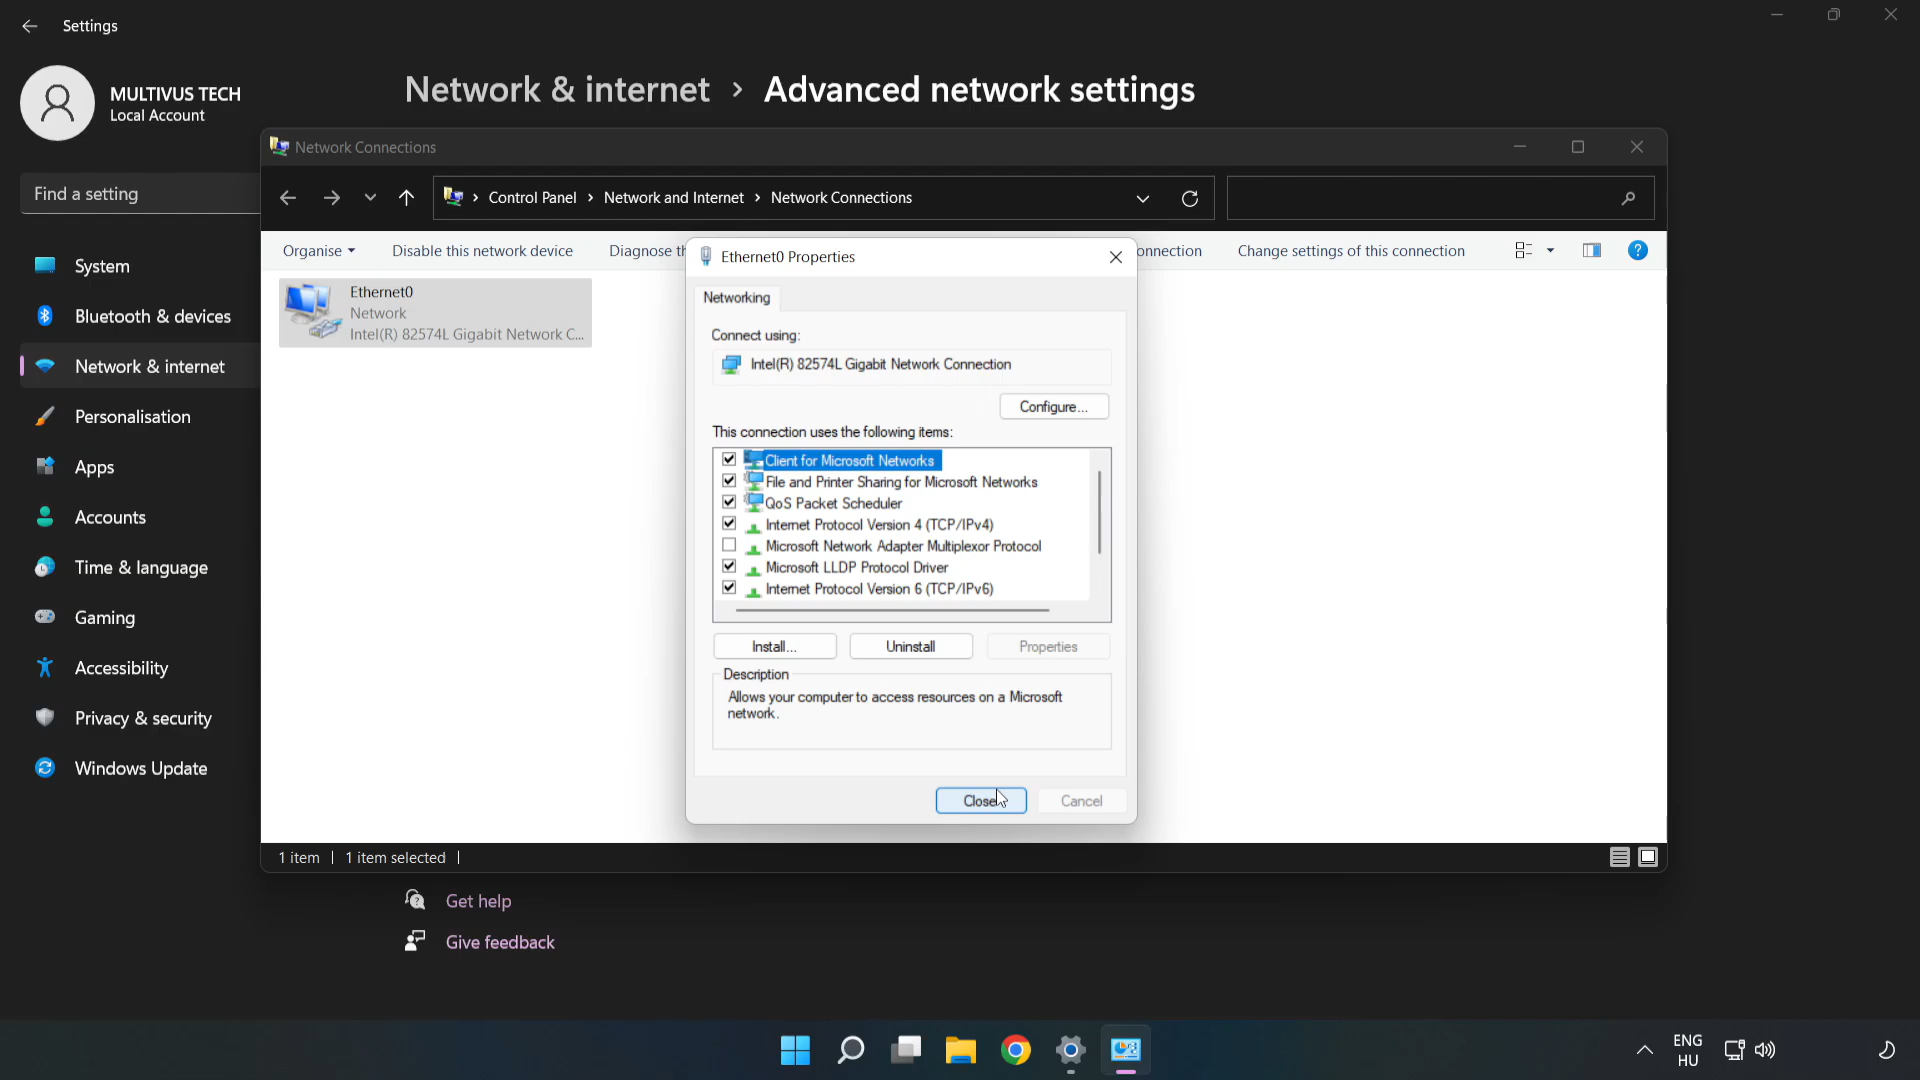 Settings
MULTIVUS TECH
Local Account
Find a setting
System
Bluetooth & devices
Network & internet
Personalisation
Apps
Accounts
Time & language
Gaming
Accessibility
Privacy & security
Windows Update
Network & internet › Advanced network settings
Network Connections
Control Panel › Network and Internet › Network Connections
Organise
Disable this network device
Diagnose th
onnection
Change settings of this connection
Ethernet0
Network
Intel(R) 82574L Gigabit Network C...
Ethernet0 Properties
Networking
Connect using:
Intel(R) 82574L Gigabit Network Connection
Configure...
This connection uses the following items:
Client for Microsoft Networks
File and Printer Sharing for Microsoft Networks
QoS Packet Scheduler
Internet Protocol Version 4 (TCP/IPv4)
Microsoft Network Adapter Multiplexor Protocol
Microsoft LLDP Protocol Driver
Internet Protocol Version 6 (TCP/IPv6)
Install...
Uninstall
Properties
Description
Allows your computer to access resources on a Microsoft
network.
Close
Cancel
1 item
1 item selected
Get help
Give feedback
ENG
HU